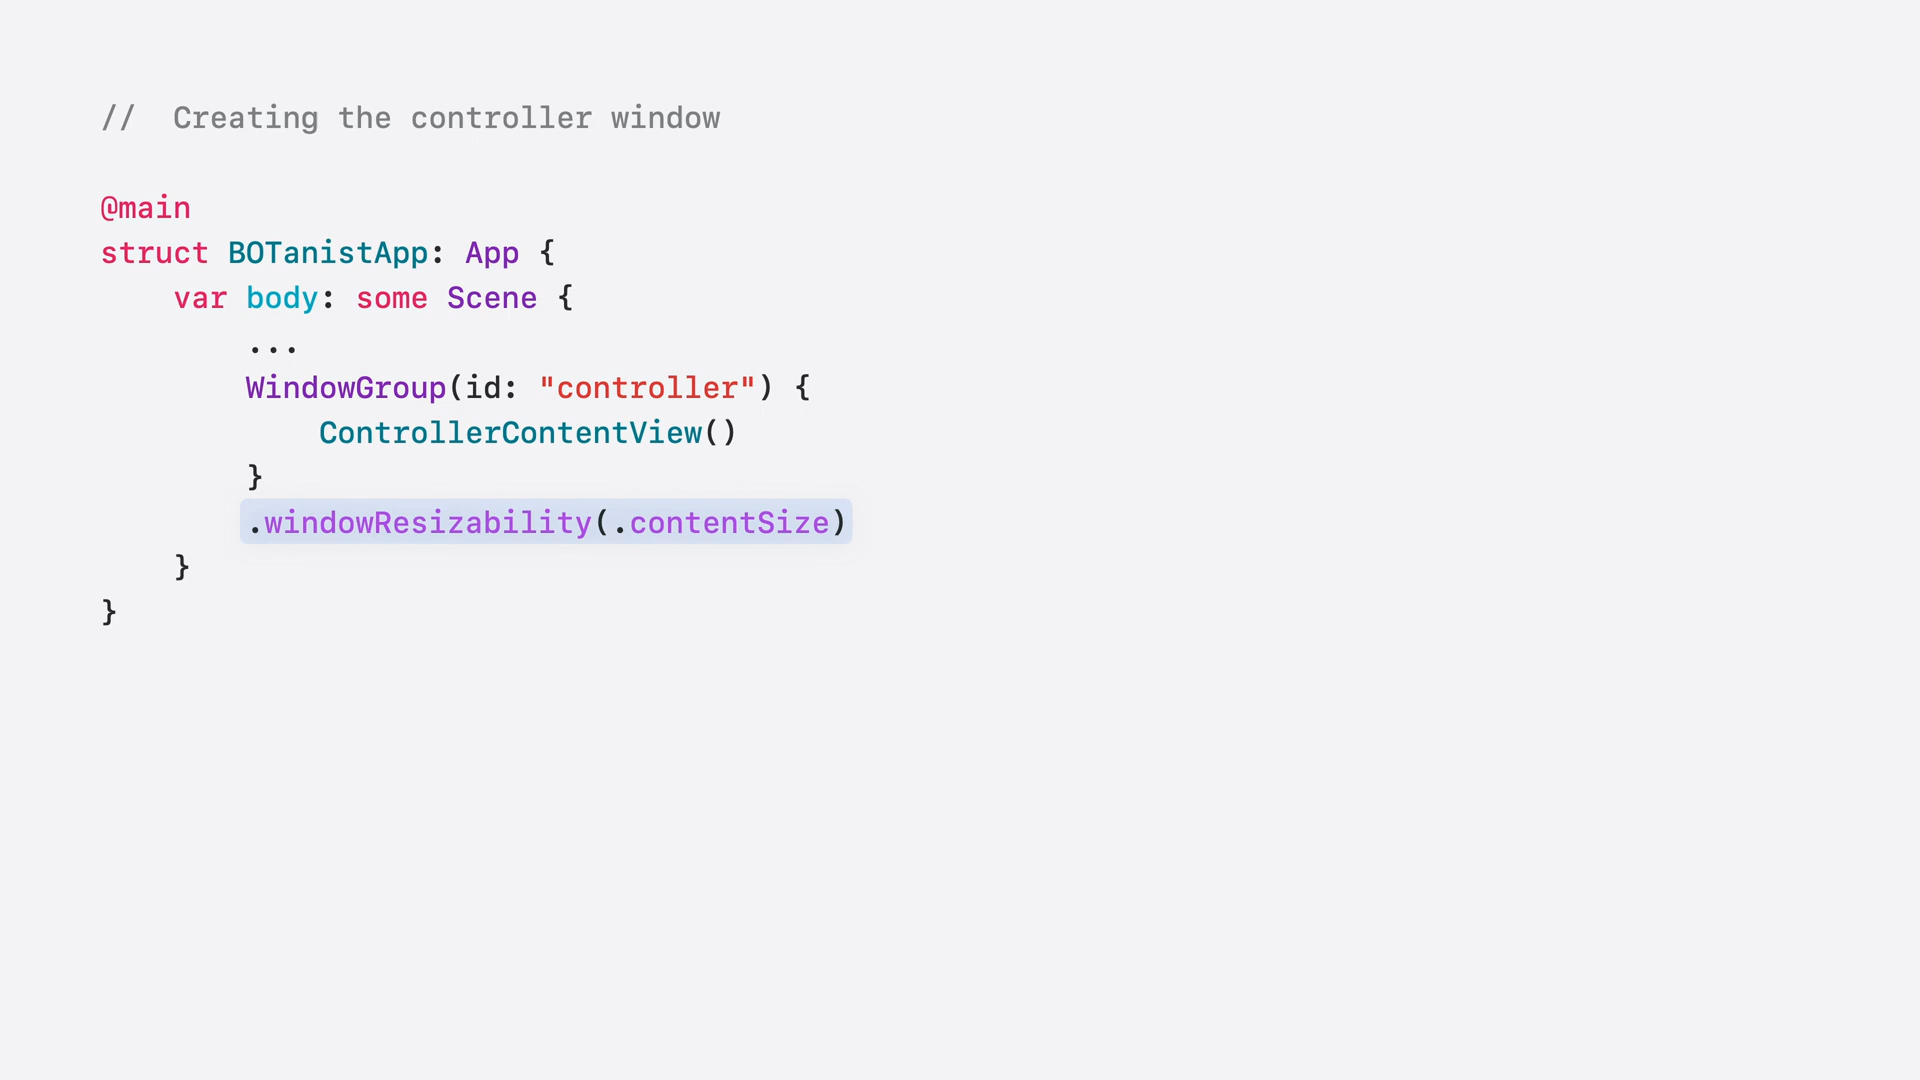 //  Creating the controller window
@main
struct BOTanistApp: App {
    var body: some Scene {
        ...
        WindowGroup(id: "controller") {
            ControllerContentView()
        }
        .windowResizability(.contentSize)
    }
}